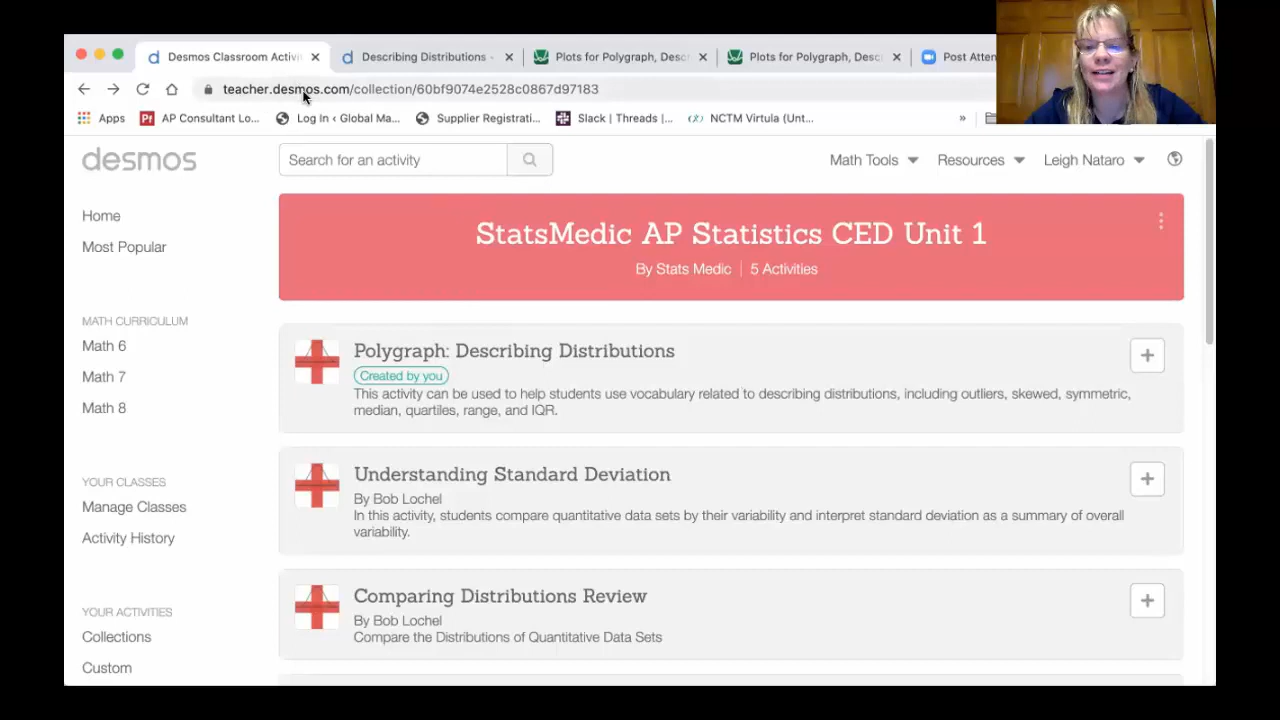 Desmos Classroom Activi
Describing Distributions -
Plots for Polygraph, Descr
Plots for Polygraph, Desc
Post Atten
teacher.desmos.com/collection/60bf9074e2528c0867d97183
Apps
AP Consultant Lo...
Log In ‹ Global Ma...
Supplier Registrati...
Slack | Threads |...
NCTM Virtula (Unt...
»
desmos
Search for an activity
Math Tools
Resources
Leigh Nataro
Home
Most Popular
MATH CURRICULUM
Math 6
Math 7
Math 8
YOUR CLASSES
Manage Classes
Activity History
YOUR ACTIVITIES
Collections
Custom
StatsMedic AP Statistics CED Unit 1
By Stats Medic | 5 Activities
Polygraph: Describing Distributions
Created by you
This activity can be used to help students use vocabulary related to describing distributions, including outliers, skewed, symmetric,
median, quartiles, range, and IQR.
Understanding Standard Deviation
By Bob Lochel
In this activity, students compare quantitative data sets by their variability and interpret standard deviation as a summary of overall
variability.
Comparing Distributions Review
By Bob Lochel
Compare the Distributions of Quantitative Data Sets